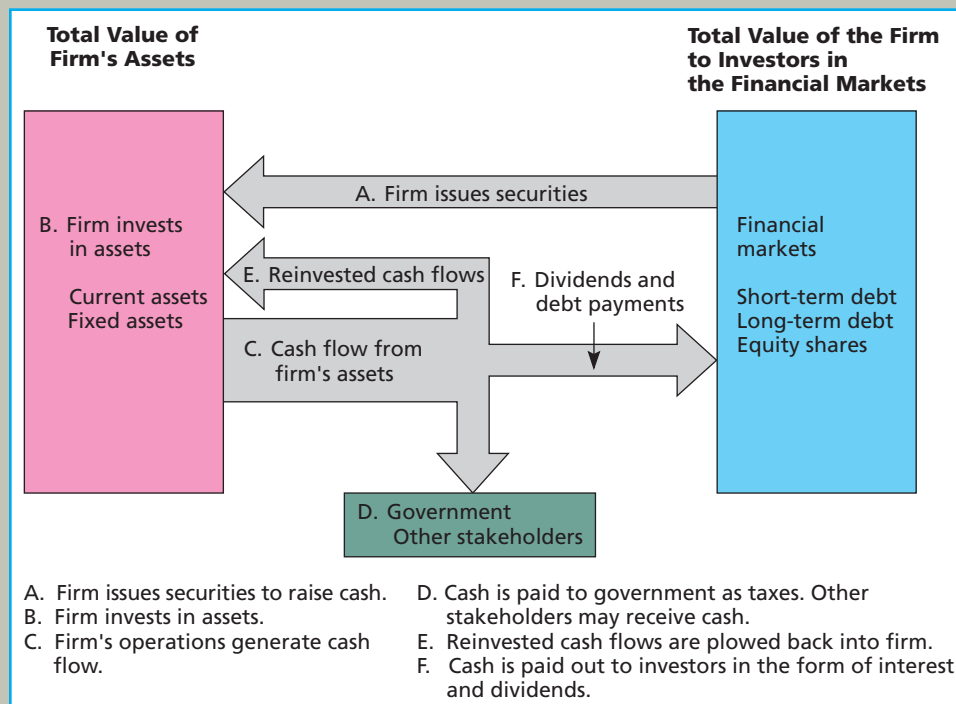 Total Value of
Firm's Assets
Total Value of the Firm
to Investors in
the Financial Markets
A. Firm issues securities
B. Firm invests
in assets
Current assets
Fixed assets
E. Reinvested cash flows
F. Dividends and
debt payments
C. Cash flow from
firm's assets
Financial
markets
Short-term debt
Long-term debt
Equity shares
D. Government
Other stakeholders
A. Firm issues securities to raise cash.
B. Firm invests in assets.
C. Firm's operations generate cash
flow.
D. Cash is paid to government as taxes. Other
stakeholders may receive cash.
E. Reinvested cash flows are plowed back into firm.
F. Cash is paid out to investors in the form of interest
and dividends.